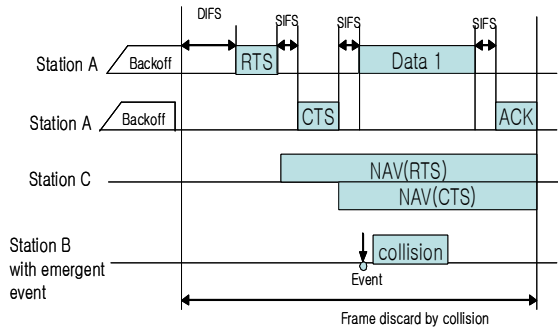 DIFS
SIFS
SIFS
SIFS
Station A
Backoff
RTS
Data 1
Station A
Backoff
CTS
ACK
Station C
NAV(RTS)
NAV(CTS)
Station B
with emergent
event
collision
Event
Frame discard by collision